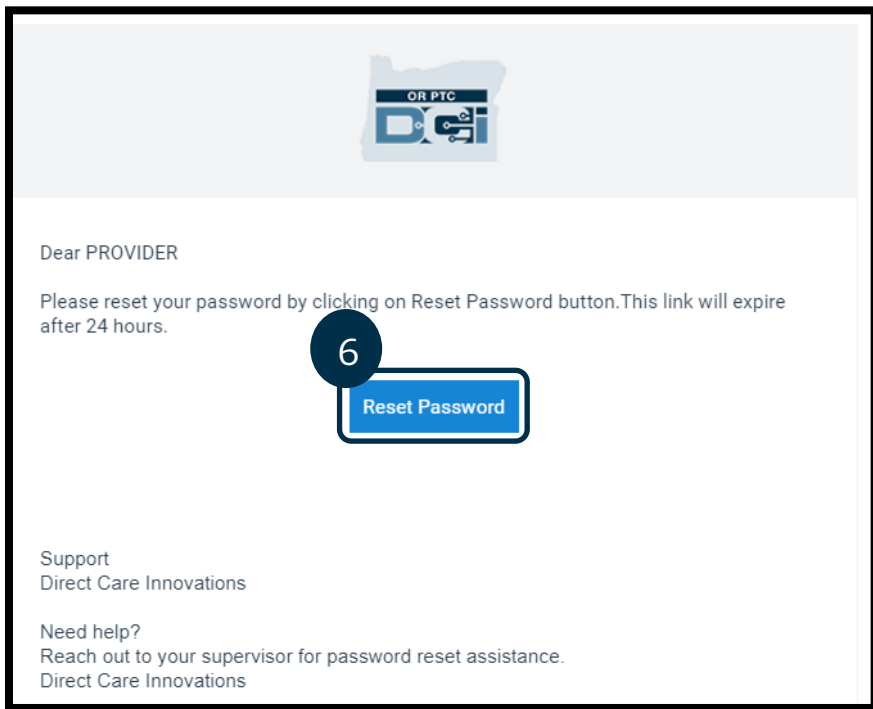 OR PTC
DCi
Dear PROVIDER
Please reset your password by clicking on Reset Password button.This link will expire
after 24 hours.
6
Reset Password
Support
Direct Care Innovations
Need help?
Reach out to your supervisor for password reset assistance.
Direct Care Innovations